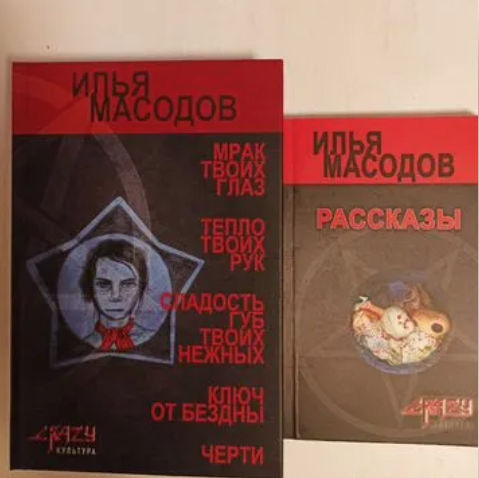 ИЛЬЯ
МАСОДОВ
МРАК
ТВОИХ
ГЛАЗ
ТЕПЛО
ТВОИХ
РУК
СЛАДОСТЬ
ГУБ
ТВОИХ
НЕЖНЫХ
КЛЮЧ
ОТ БЕЗДНЫ
ЧЕРТИ
CRAZY
КУЛЬТУРА
ИЛЬЯ
МАСОДОВ
РАССКАЗЫ
CRAZY
КУЛЬТУРА